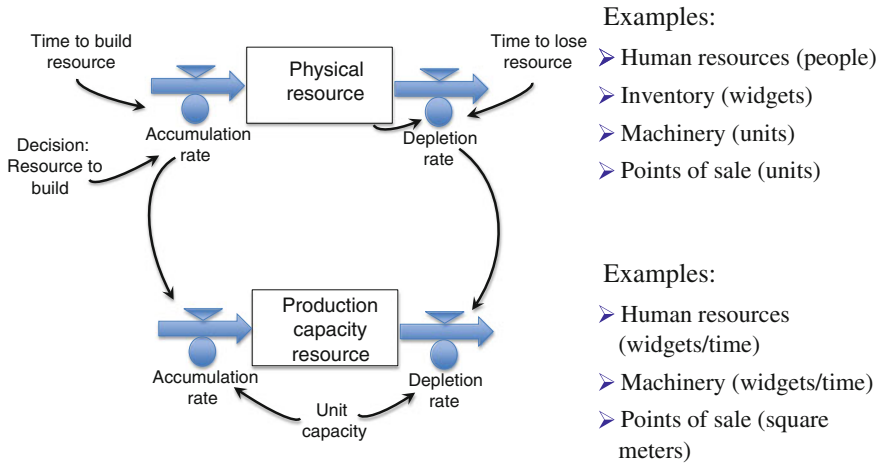 Time to build
resource
Physical
resource
Time to lose
resource
Accumulation
rate
Depletion
rate
Decision:
Resource to
build
Examples:
➢ Human resources (people)
➢ Inventory (widgets)
➢ Machinery (units)
➢ Points of sale (units)
Production
capacity
resource
Accumulation
rate
Depletion
rate
Unit
capacity
Examples:
➢ Human resources
(widgets/time)
➢ Machinery (widgets/time)
➢ Points of sale (square
meters)